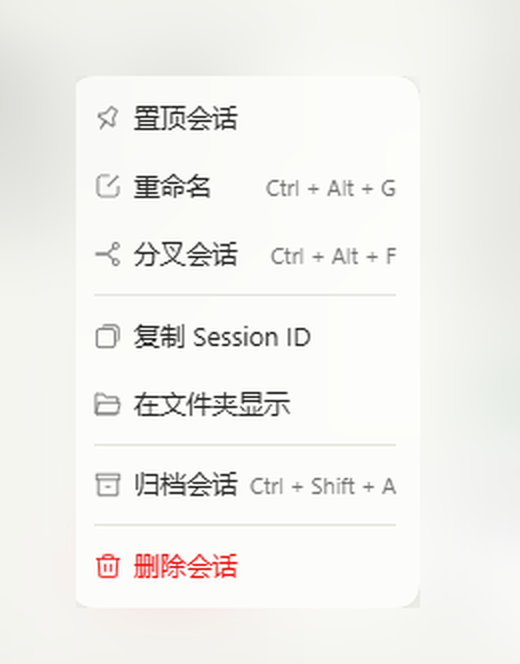 置顶会话
重命名 Ctrl + Alt + G
分叉会话 Ctrl + Alt + F
复制 Session ID
在文件夹显示
归档会话 Ctrl + Shift + A
删除会话